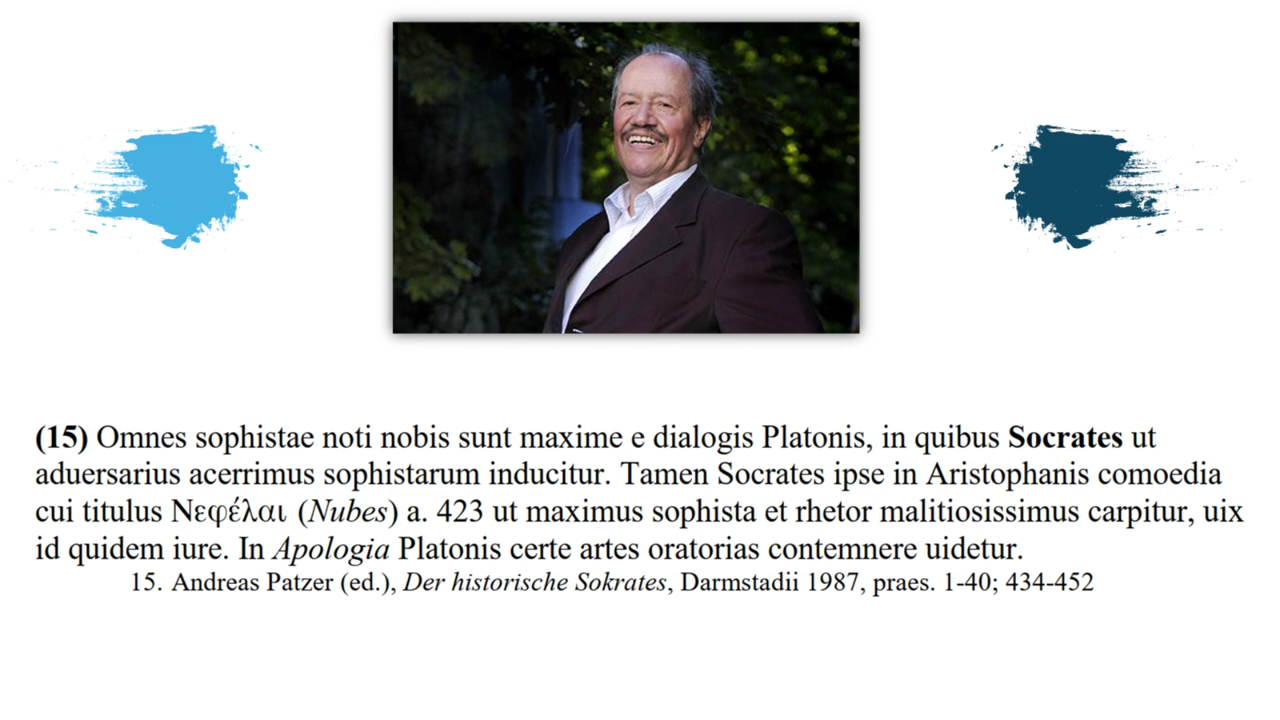 (15) Omnes sophistae noti nobis sunt maxime e dialogis Platonis, in quibus Socrates ut
aduersarius acerrimus sophistarum inducitur. Tamen Socrates ipse in Aristophanis comoedia
cui titulus Νεφέλαι (Nubes) a. 423 ut maximus sophista et rhetor malitiosissimus carpitur, uix
id quidem iure. In Apologia Platonis certe artes oratorias contemnere uidetur.
15. Andreas Patzer (ed.), Der historische Sokrates, Darmstadii 1987, praes. 1-40; 434-452